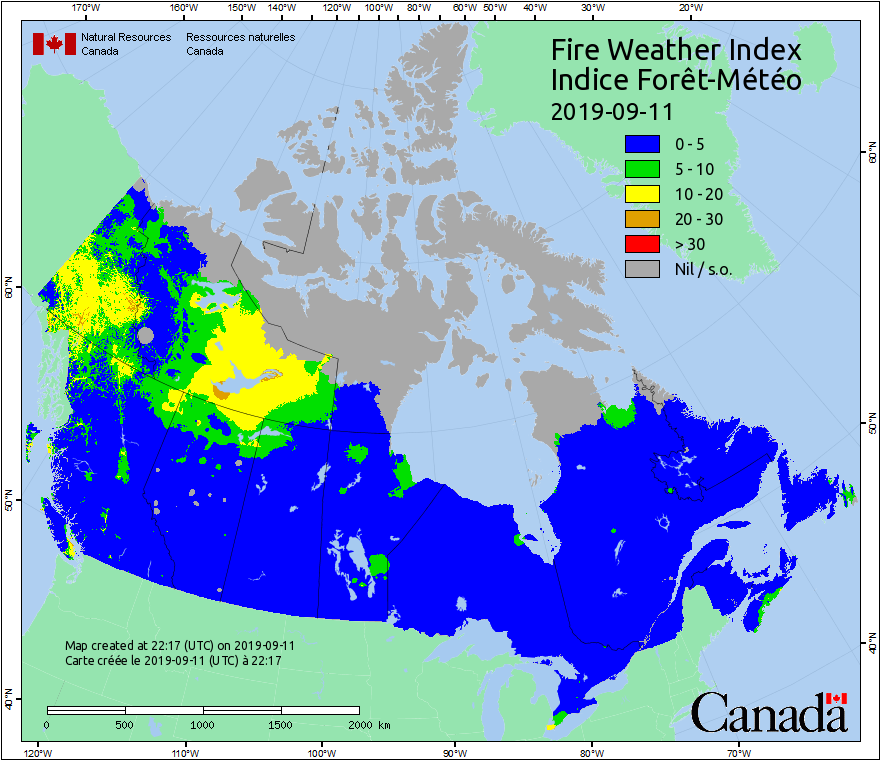 170°W 160°W 150°W 140°W 120°W 100°W 80°W 60°W 50°W 40°W 30°W 20°W
Natural Resources Ressources naturelles
Canada Canada
Fire Weather Index
Indice Forêt-Météo
2019-09-11
0 - 5
5 - 10
10 - 20
20 - 30
> 30
Nil / s.o.
60°N
60°N
50°N
50°N
40°N
40°N
Map created at 22:17 (UTC) on 2019-09-11
Carte créée le 2019-09-11 (UTC) à 22:17
0 500 1000 1500 2000 km
Canada
120°W 110°W 100°W 90°W 80°W 70°W